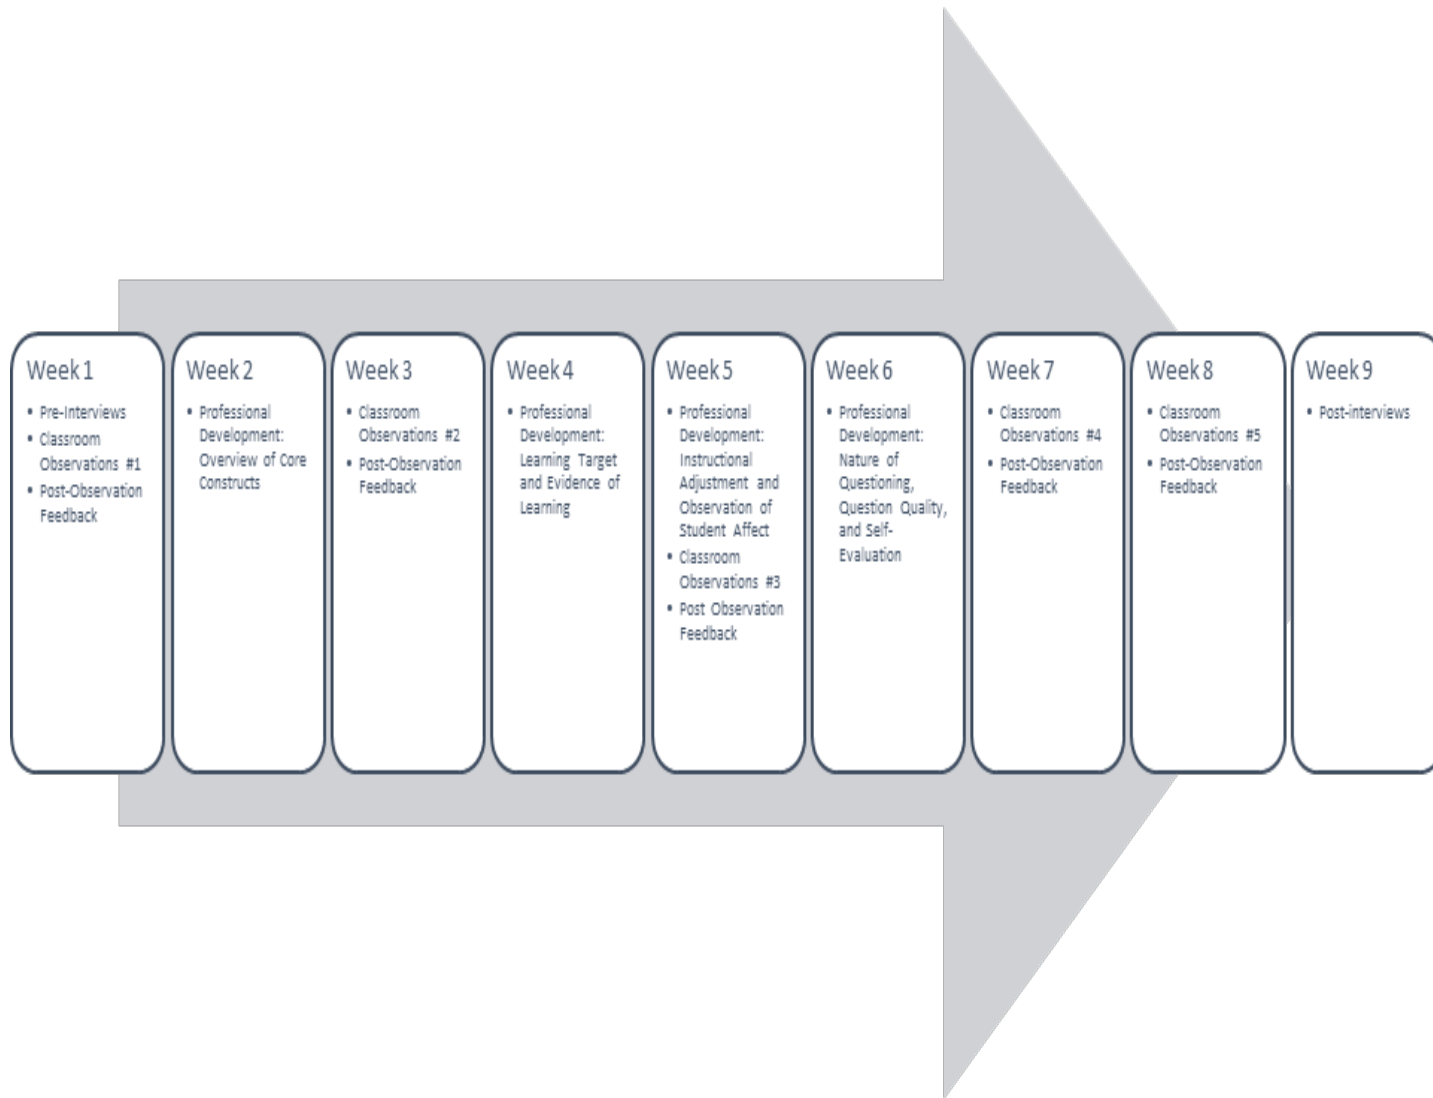 Week 1
• Pre-Interviews
• Classroom
Observations #1
• Post-Observation
Feedback
Week 2
• Professional
Development:
Overview of Core
Constructs
Week 3
• Classroom
Observations #2
• Post-Observation
Feedback
Week 4
• Professional
Development:
Learning Target
and Evidence of
Learning
Week 5
• Professional
Development:
Instructional
Adjustment and
Observation of
Student Affect
• Classroom
Observations #3
• Post Observation
Feedback
Week 6
• Professional
Development:
Nature of
Questioning,
Question Quality,
and Self-
Evaluation
Week 7
• Classroom
Observations #4
• Post-Observation
Feedback
Week 8
• Classroom
Observations #5
• Post-Observation
Feedback
Week 9
• Post-interviews